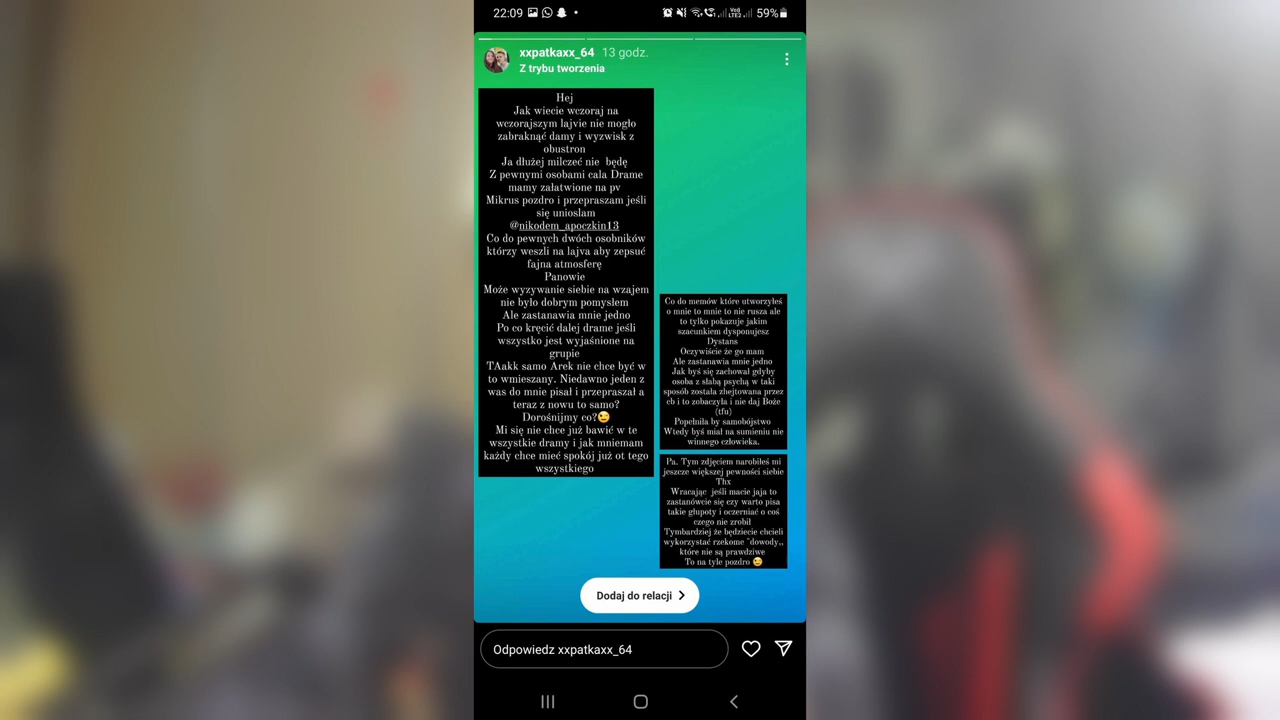 22:09
59%
xxpatkaxx_64 13 godz.
Z trybu tworzenia
Hej
Jak wiecie wczoraj na
wczorajszym lajvie nie mogło
zabraknąć damy i wyzwisk z
obustron
Ja dłużej milczeć nie będę
Z pewnymi osobami cala Drame
mamy załatwione na pv
Mikrus pozdro i przepraszam jeśli
się unioslam
@nikodem_apoczkin13
Co do pewnych dwóch osobników
którzy weszli na lajva aby zepsuć
fajna atmosferę
Panowie
Może wyzywanie siebie na wzajem
nie było dobrym pomysłem
Ale zastanawia mnie jedno
Po co kręcić dalej drame jeśli
wszystko jest wyjaśnione na
grupie
TAakk samo Arek nie chce być w
to wmieszany. Niedawno jeden z
was do mnie pisał i przepraszał a
teraz z nowu to samo?
Dorośnijmy co?😉
Mi się nie chce już bawić w te
wszystkie dramy i jak mniemam
każdy chce mieć spokój już ot tego
wszystkiego
Co do memów które utworzyłeś
o mnie to mnie to nie rusza ale
to tylko pokazuje jakim
szacunkiem dysponujesz
Dystans
Oczywiście że go mam
Ale zastanawia mnie jedno
Jak byś się zachował gdyby
osoba z słabą psychą w taki
sposób została zhejtowana przez
cb i to zobaczyła i nie daj Boże
(tfu)
Popełniła by samobójstwo
Wtedy byś miał na sumieniu nie
winnego człowieka.
Pa. Tym zdjęciem narobiłeś mi
jeszcze większej pewności siebie
Thx
Wracając jeśli macie jaja to
zastanówcie się czy warto pisa
takie głupoty i oczerniać o coś
czego nie zrobił
Tymbardziej że będziecie chcieli
wykorzystać rzekome "dowody,,
które nie są prawdziwe
To na tyle pozdro 😉
Dodaj do relacji
Odpowiedz xxpatkaxx_64